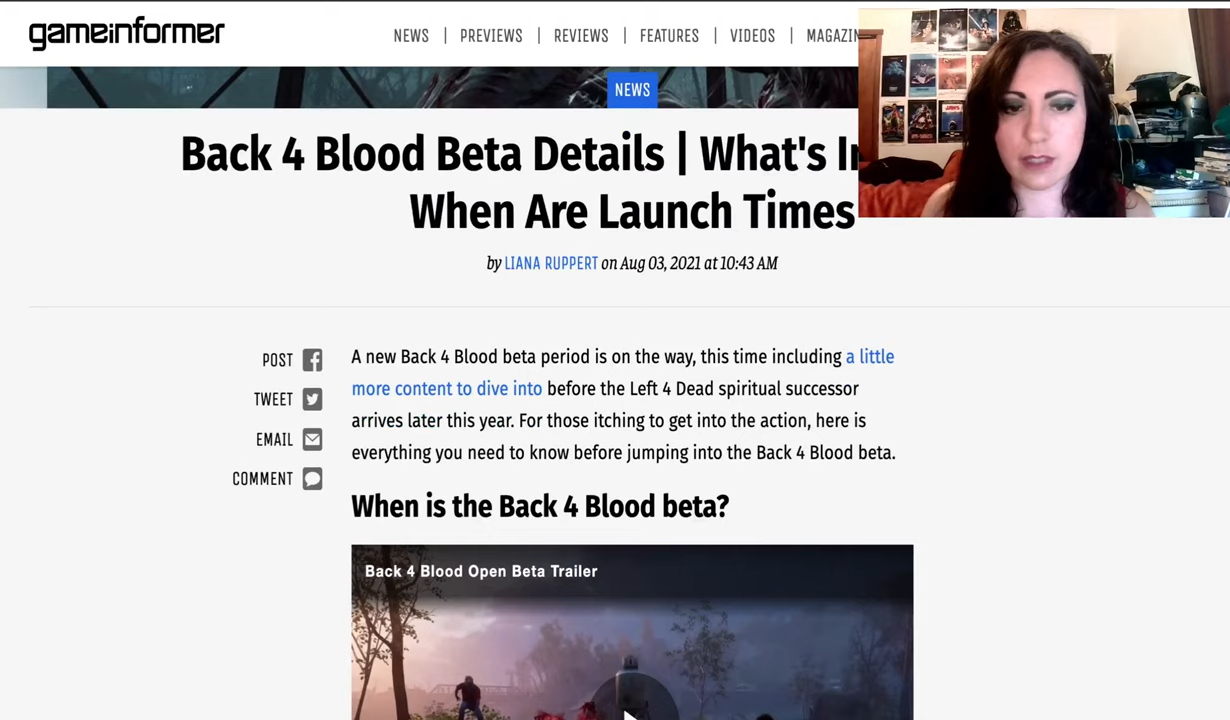 gameinformer
NEWS | PREVIEWS | REVIEWS | FEATURES | VIDEOS | MAGAZIN
NEWS
Back 4 Blood Beta Details | What's In
When Are Launch Times
by LIANA RUPPERT on Aug 03, 2021 at 10:43 AM
POST
TWEET
EMAIL
COMMENT
A new Back 4 Blood beta period is on the way, this time including a little
more content to dive into before the Left 4 Dead spiritual successor
arrives later this year. For those itching to get into the action, here is
everything you need to know before jumping into the Back 4 Blood beta.
When is the Back 4 Blood beta?
Back 4 Blood Open Beta Trailer